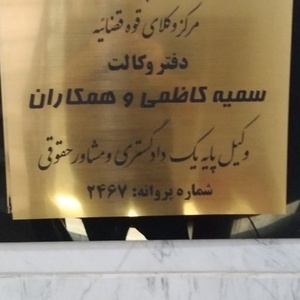 مرکز وکلای قوه قضائیه
دفتر وکالت
سمیه کاظمی و همکاران
وکیل پایه یک دادگستری و مشاور حقوقی
شماره پروانه: ۲۴۶۷